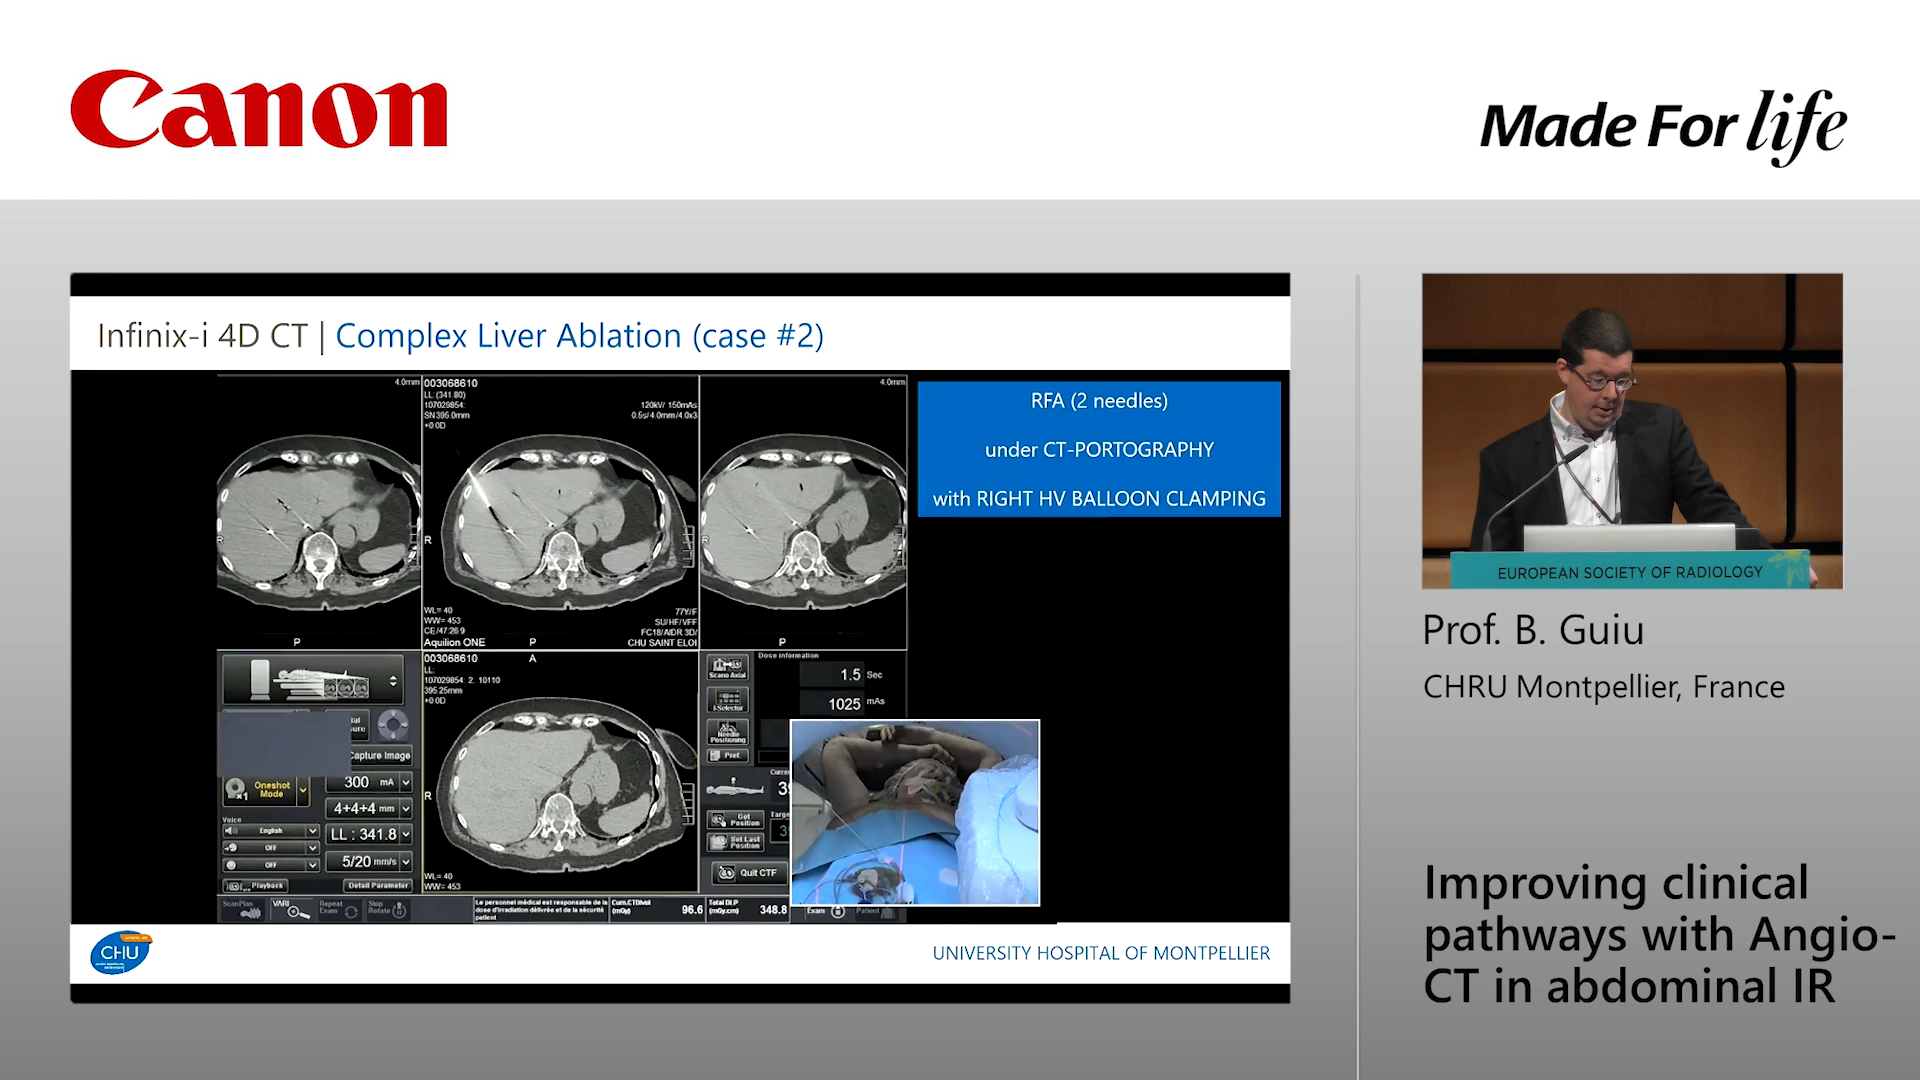 Canon
Made For life
Infinix-i 4D CT | Complex Liver Ablation (case #2)
4.0mm
003068610
LL (341.80)
107029854:
SN395.0mm
+0.0D
120kV/ 150mAs
0.5s/4.0mm/4.0x3
4.0mm
R
R
R
WL= 40
WW= 453
CE/47:26.9
Aquilion ONE
77Y/F
SU/HF/VFF
FC18/AIDR 3D/
CHU SAINT ELOI
P
P
P
RFA (2 needles)
under CT-PORTOGRAPHY
with RIGHT HV BALLOON CLAMPING
003068610
LL:
107029854: 2. 10110
395.25mm
+0.0D
A
R
WL= 40
WW= 453
Capture Image
Oneshot
Mode
x1
300 mA
4+4+4 mm
LL : 341.8
5/20 mm/s
Voice
English
OFF
OFF
Playback
Detail Parameter
Scano Axial
I-Selector
Needle
Positioning
Pref.
Get
Position
Set Last
Position
Quit CTF
Dose Information
1.5 Sec
1025 mAs
ScanPlan
VARI
Repeat
Exam
Stop
Rotate
Le personnel médical est responsable de la
dose d'irradiation délivrée et de la sécurité
patient
Cum.CTDIvol
(mGy)
96.6
Total DLP
(mGy.cm)
348.8
Exam
Patient
CHU
UNIVERSITY HOSPITAL OF MONTPELLIER
EUROPEAN SOCIETY OF RADIOLOGY
Prof. B. Guiu
CHRU Montpellier, France
Improving clinical
pathways with Angio-
CT in abdominal IR